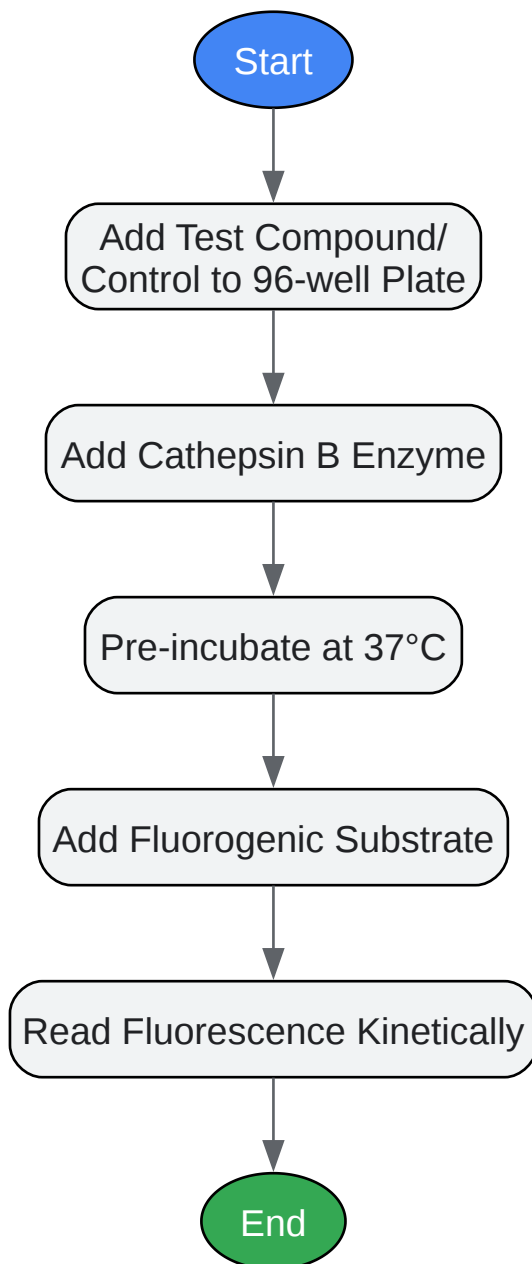 Start
Add Test Compound/
Control to 96-well Plate
Add Cathepsin B Enzyme
Pre-incubate at 37°C
Add Fluorogenic Substrate
Read Fluorescence Kinetically
End